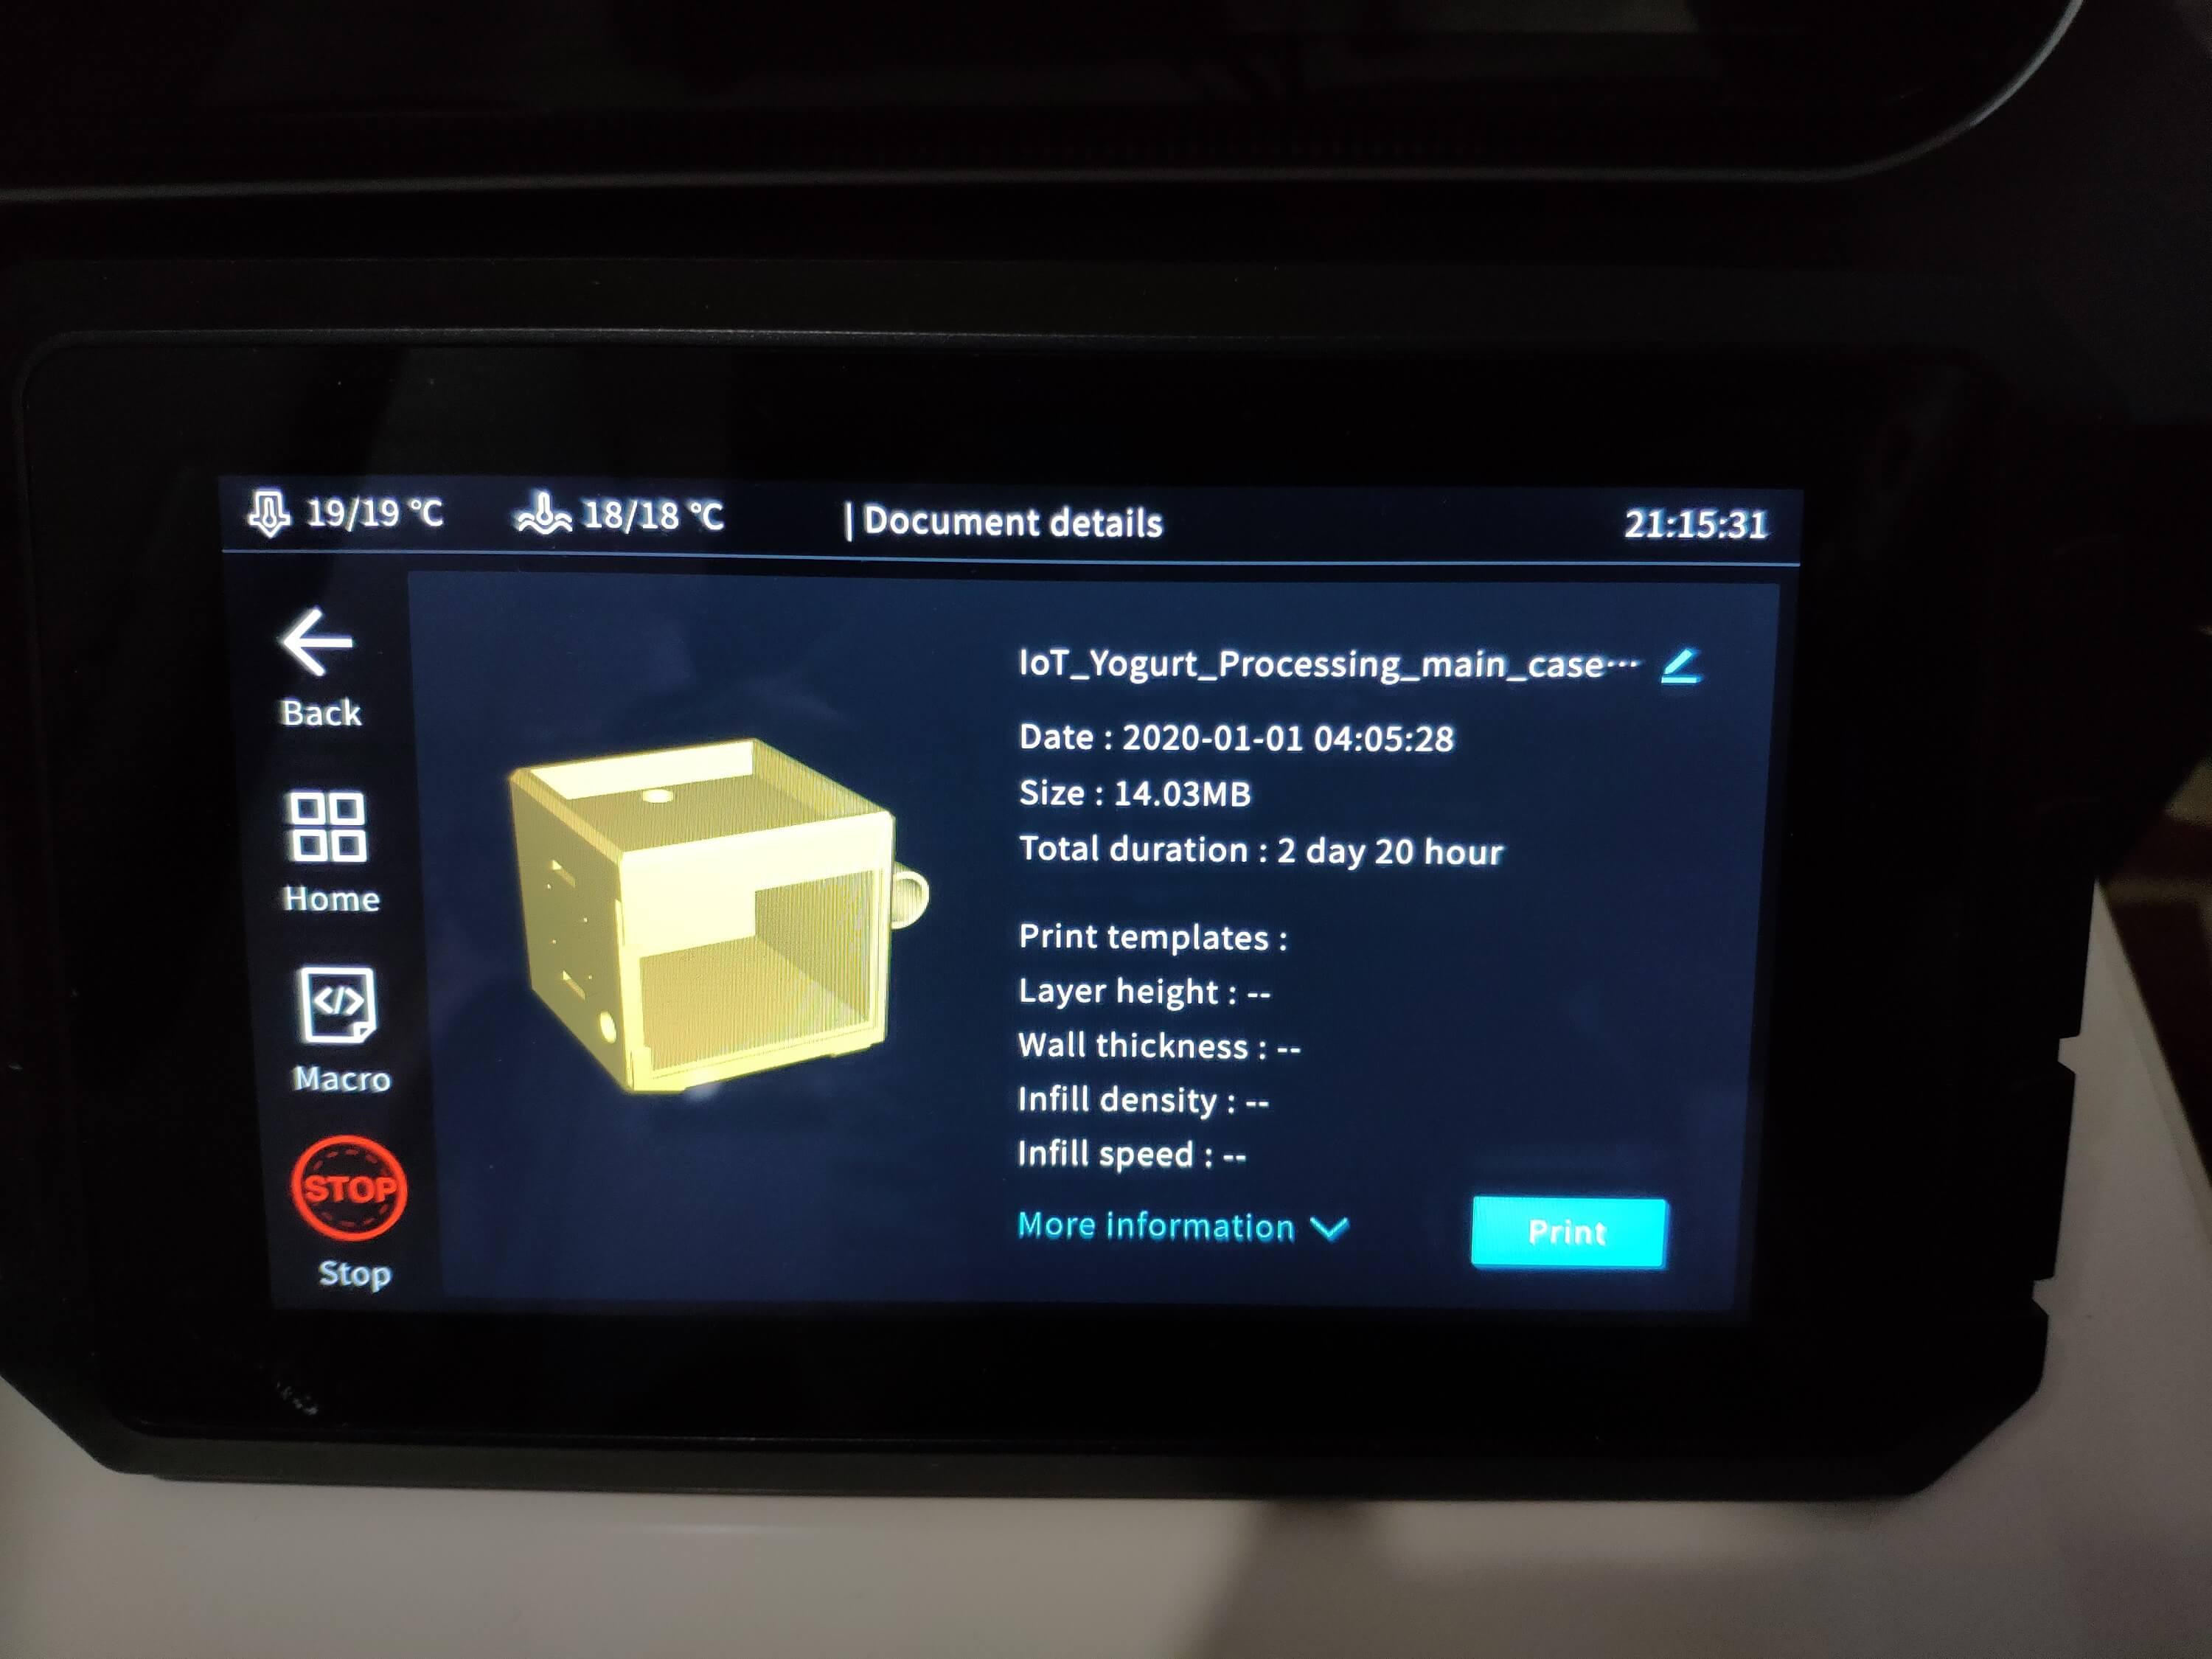 19/19 °C
18/18 °C
| Document details
21:15:31
Back
Home
</>
Macro
STOP
Stop
IoT_Yogurt_Processing_main_case···
Date : 2020-01-01 04:05:28
Size : 14.03MB
Total duration : 2 day 20 hour
Print templates :
Layer height : --
Wall thickness : --
Infill density : --
Infill speed : --
More information
Print